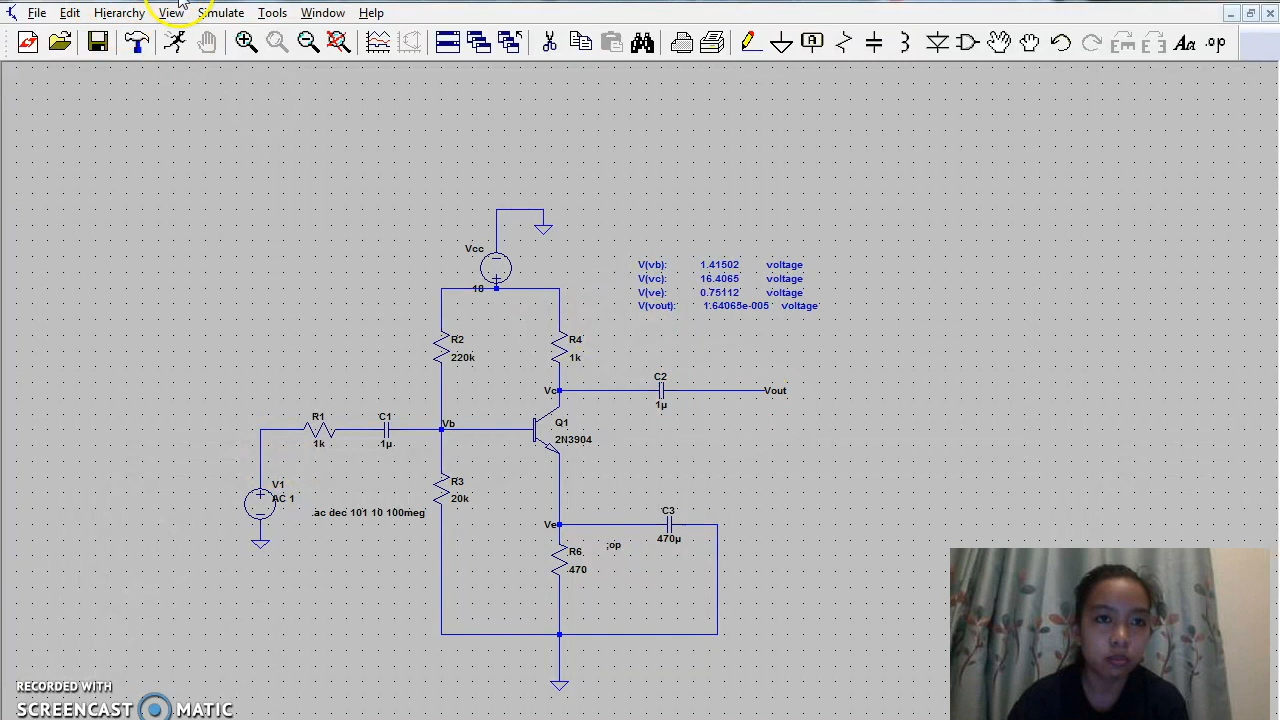 File Edit Hierarchy View Simulate Tools Window Help
A .op
Vcc
18
V(vb): 1.41502 voltage
V(vc): 16.4065 voltage
V(ve): 0.75112 voltage
V(vout): 1.64065e-005 voltage
R2
220k
R4
1k
C2
1µ
Vc
Vout
R1
1k
C1
1µ
Vb
Q1
2N3904
V1
AC 1
R3
20k
.ac dec 101 10 100meg
C3
470µ
Ve
;op
R6
470
RECORDED WITH
SCREENCAST MATIC